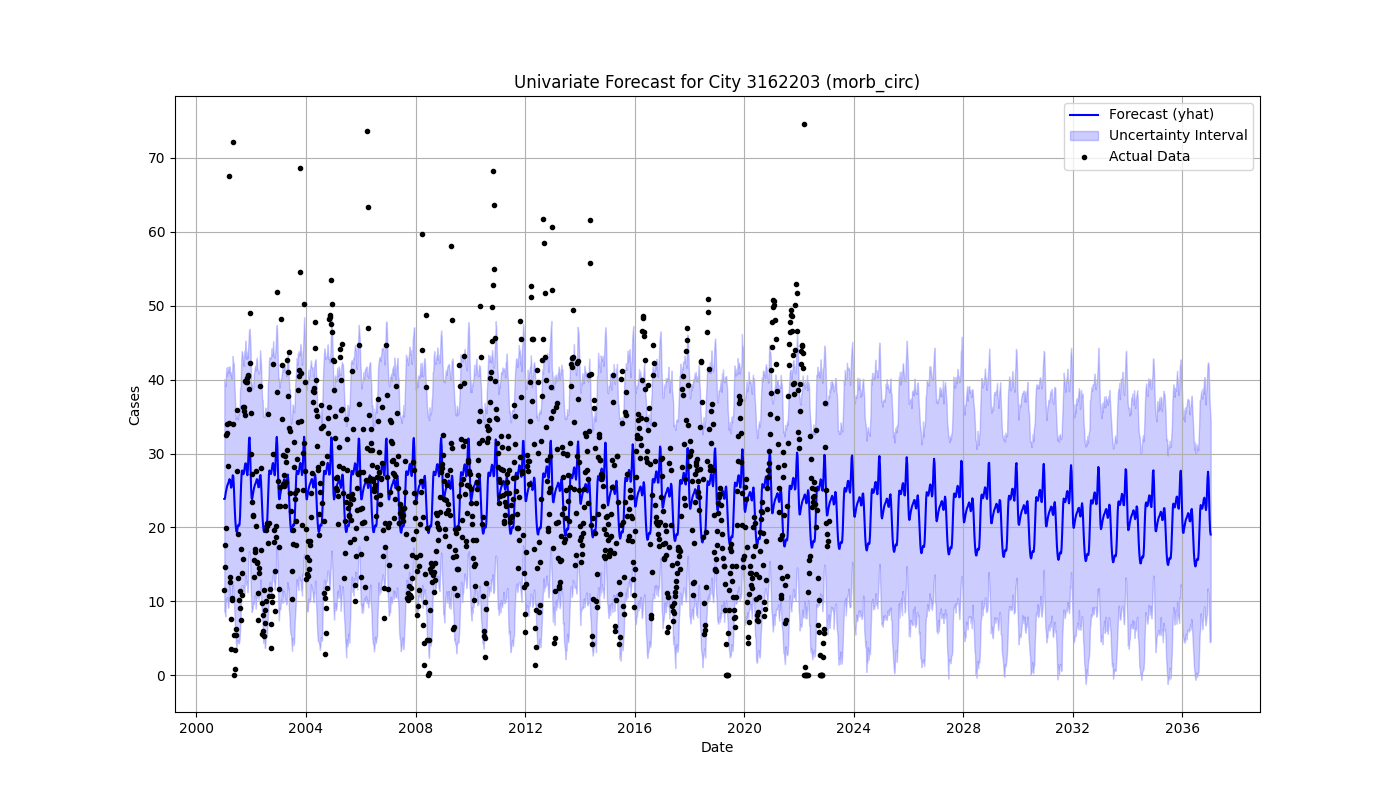 Univariate Forecast for City 3162203 (morb_circ)
Forecast (yhat)
Uncertainty Interval
Actual Data
Cases
70
60
50
40
30
20
10
0
2000 2004 2008 2012 2016 2020 2024 2028 2032 2036
Date